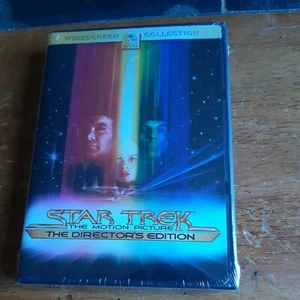 WIDESCREEN COLLECTION
STAR TREK
THE MOTION PICTURE
THE DIRECTOR'S EDITION